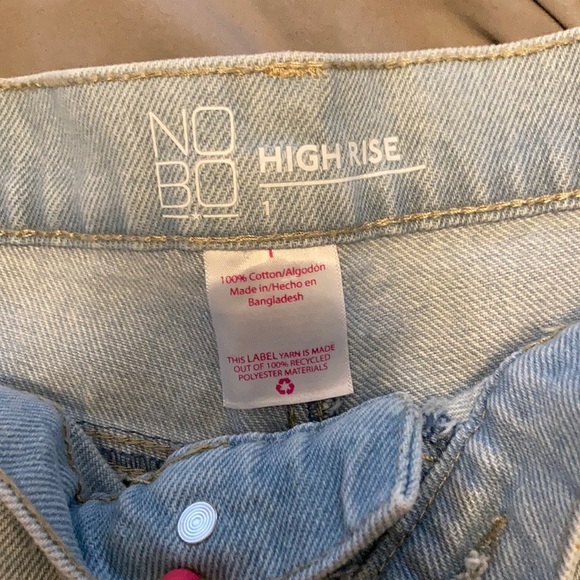 NO
BO
HIGH RISE
1
1
100% Cotton/Algodón
Made in/Hecho en
Bangladesh
THIS LABEL YARN IS MADE
OUT OF 100% RECYCLED
POLYESTER MATERIALS